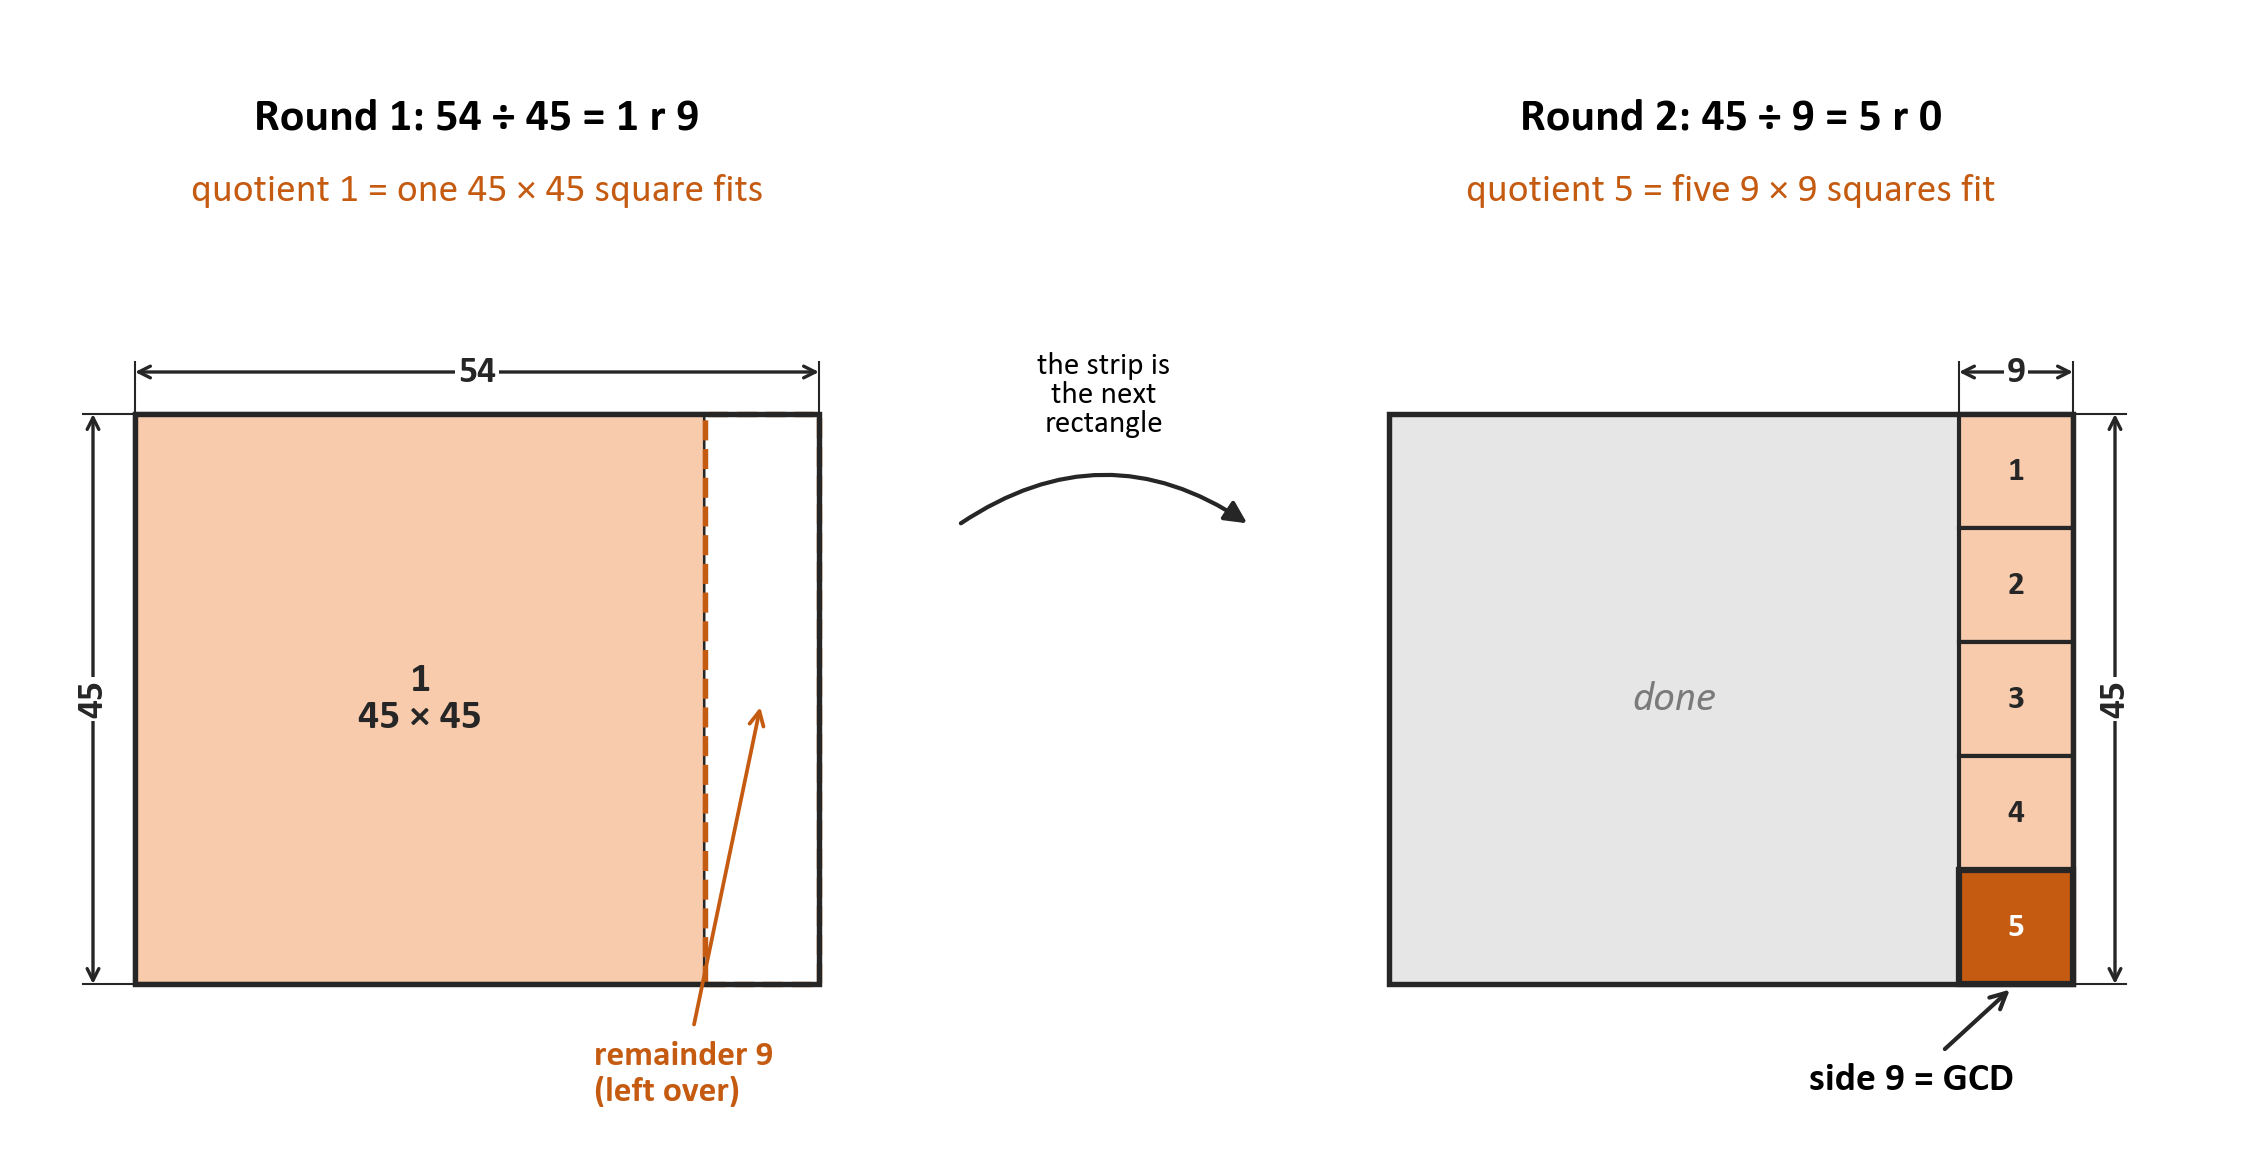 Round 1: 54 ÷ 45 = 1 r 9
quotient 1 = one 45 × 45 square fits
54
45
1
45 × 45
remainder 9
(left over)
the strip is
the next
rectangle
Round 2: 45 ÷ 9 = 5 r 0
quotient 5 = five 9 × 9 squares fit
9
done
1
2
3
4
5
45
side 9 = GCD